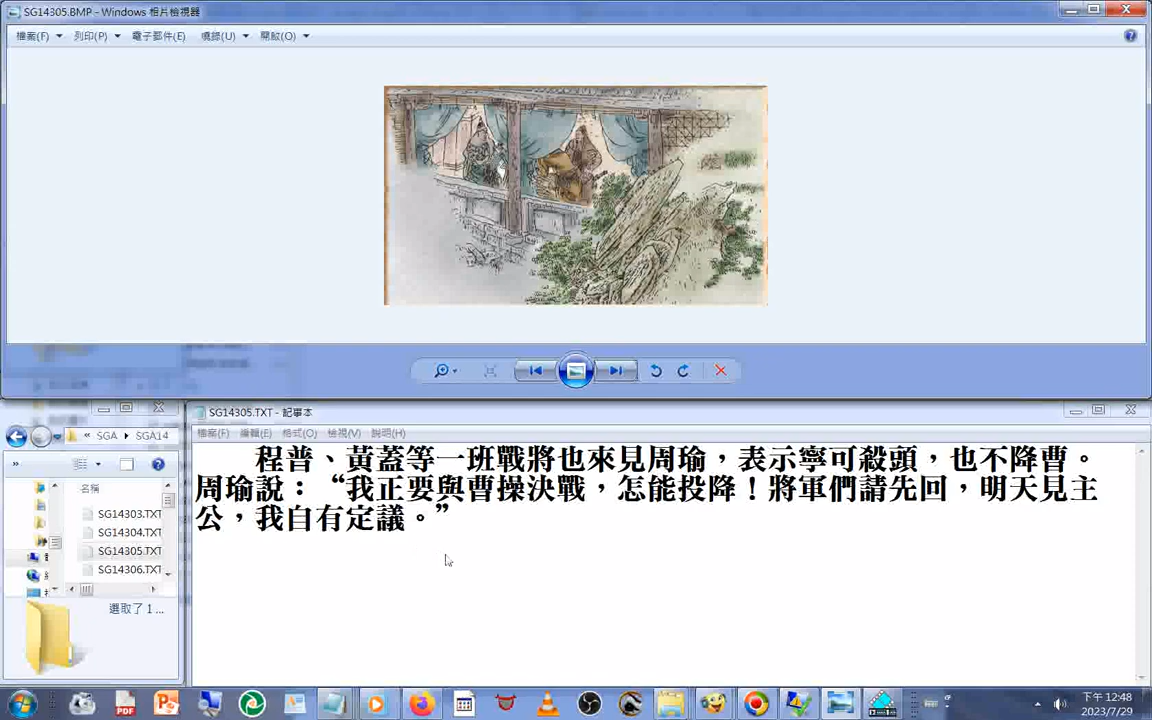 SG14305.BMP - Windows 相片檢視器
檔案(F) 列印(P) 電子郵件(E) 燒錄(U) 開啟(O)
SG14305.TXT - 記事本
檔案(F) 編輯(E) 格式(O) 檢視(V) 說明(H)
程普、黃蓋等一班戰將也來見周瑜，表示寧可殺頭，也不降曹。
周瑜說：“我正要與曹操決戰，怎能投降！將軍們請先回，明天見主
公，我自有定議。”
« SGA ▸ SGA14
»
名稱
SG14303.TXT
SG14304.TXT
SG14305.TXT
SG14306.TXT
選取了 1 ...
下午 12:48
2023/7/29